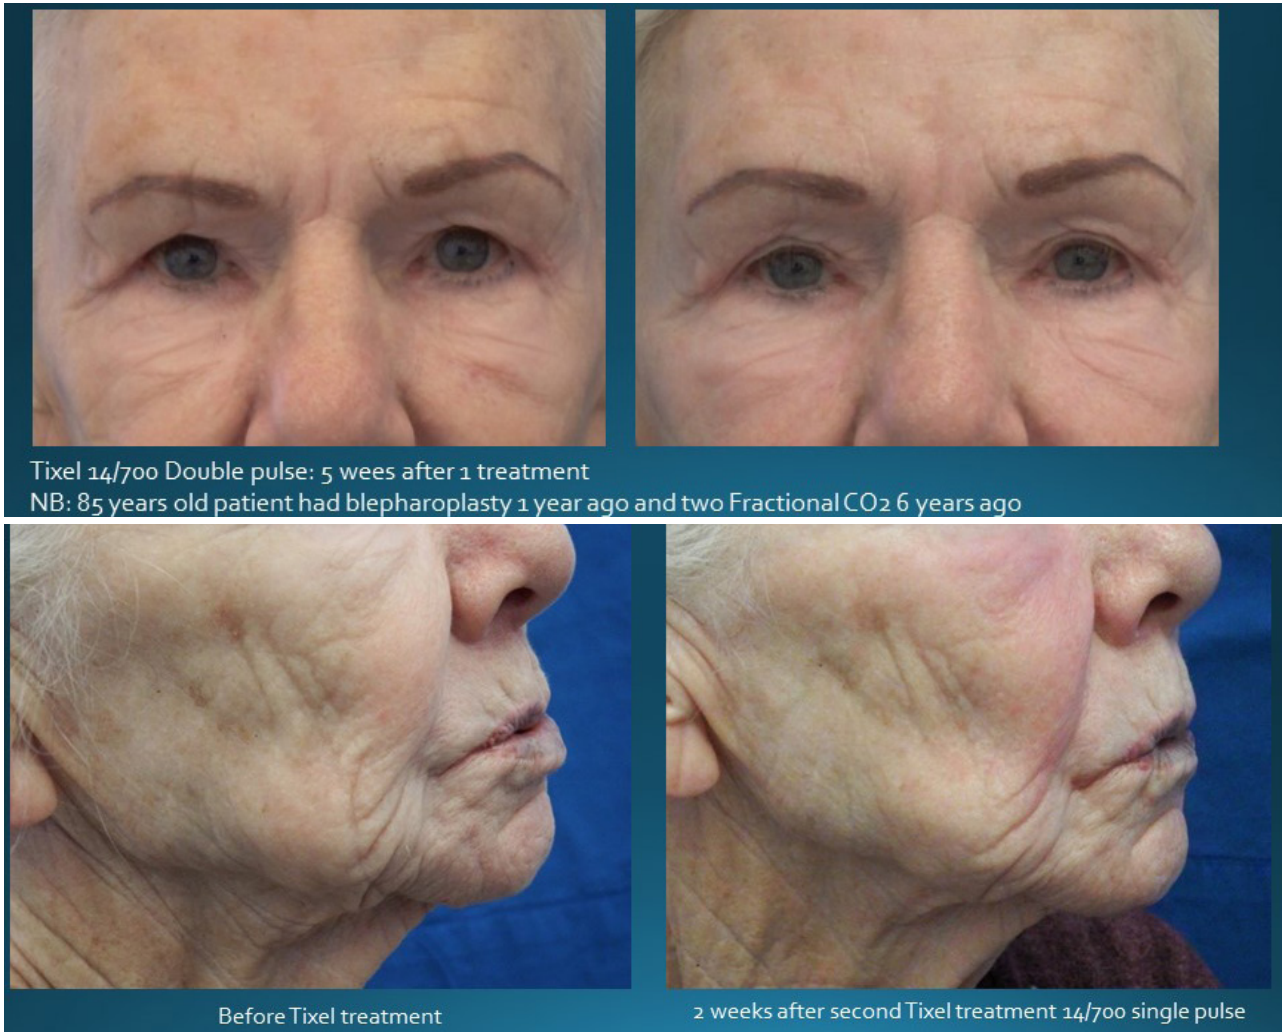 Tixel 14/700 Double pulse: 5 wees after 1 treatment
NB: 85 years old patient had blepharoplasty 1 year ago and two Fractional CO2 6 years ago
Before Tixel treatment
2 weeks after second Tixel treatment 14/700 single pulse